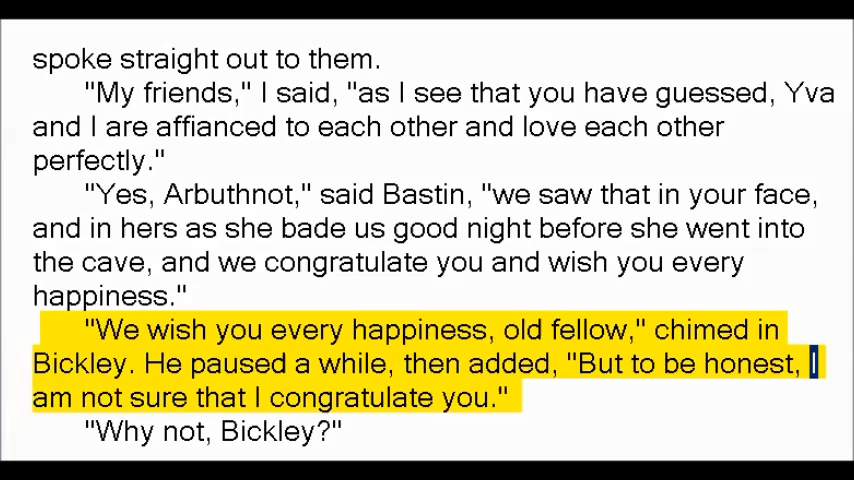 spoke straight out to them.
"My friends," I said, "as I see that you have guessed, Yva
and I are affianced to each other and love each other
perfectly."
"Yes, Arbuthnot," said Bastin, "we saw that in your face,
and in hers as she bade us good night before she went into
the cave, and we congratulate you and wish you every
happiness."
"We wish you every happiness, old fellow," chimed in
Bickley. He paused a while, then added, "But to be honest, I
am not sure that I congratulate you."
"Why not, Bickley?"